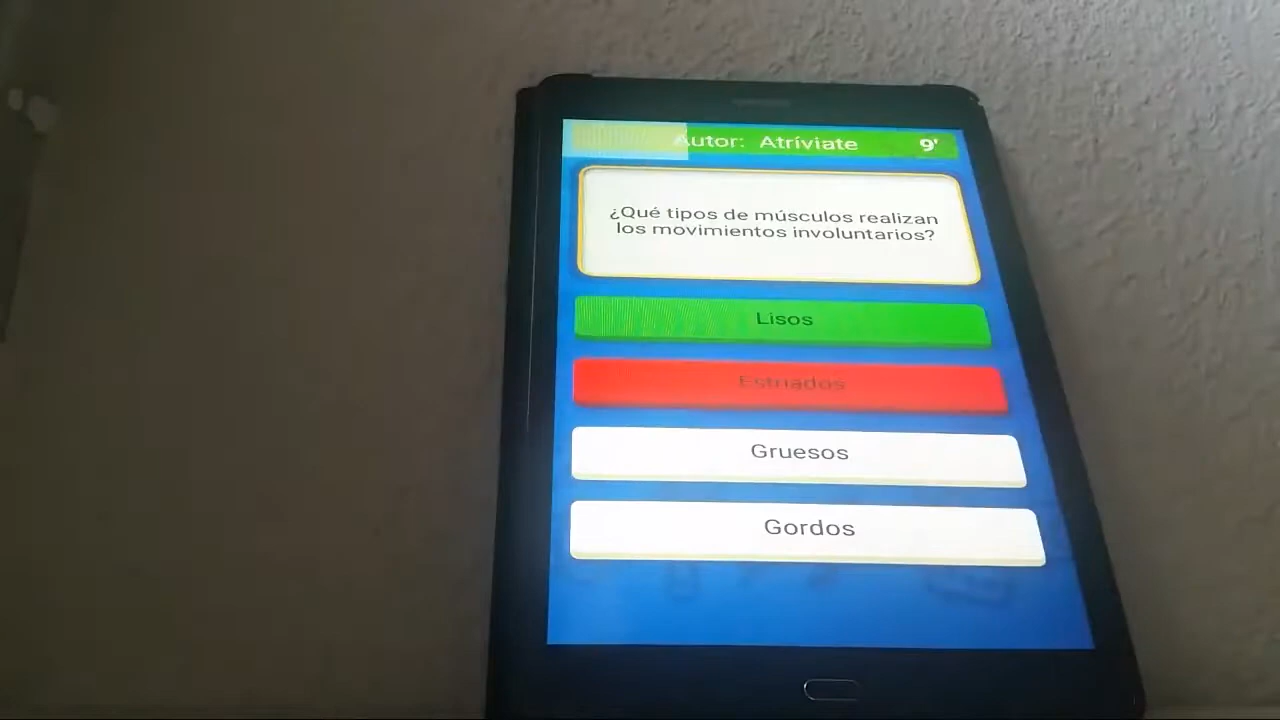 Autor: Atríviate
9'
¿Qué tipos de músculos realizan
los movimientos involuntarios?
Lisos
Estriados
Gruesos
Gordos